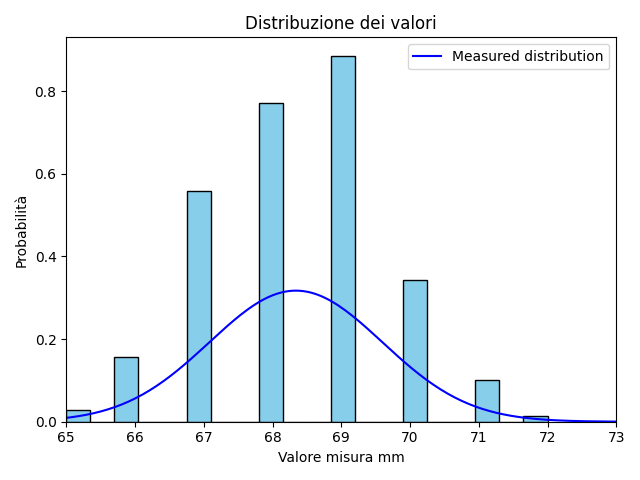 Distribuzione dei valori
Measured distribution
Probabilità
0.8
0.6
0.4
0.2
0.0
65 66 67 68 69 70 71 72 73
Valore misura mm